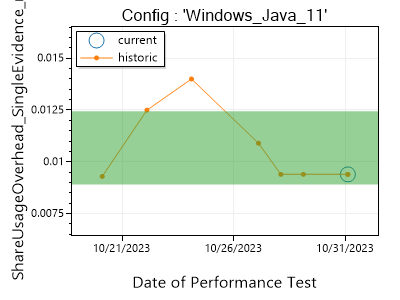 Config : 'Windows_Java_11'
current
historic
0.015
0.0125
0.01
0.0075
ShareUsageOverhead_SingleEvidence_
10/21/2023
10/26/2023
10/31/2023
Date of Performance Test